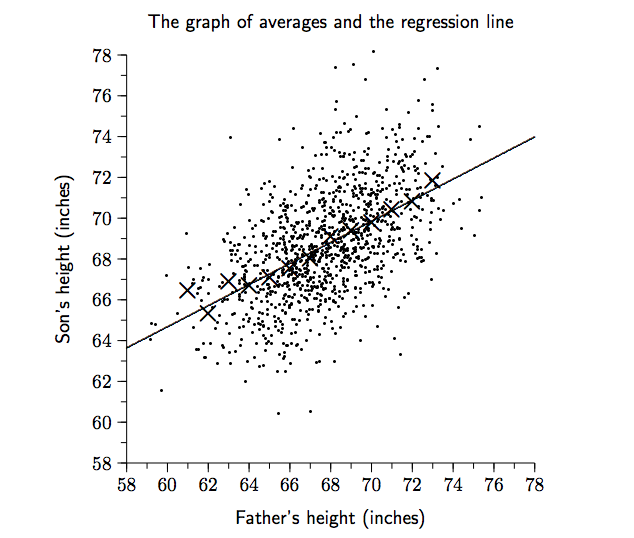 The graph of averages and the regression line
78
76
74
72
70
68
66
64
62
60
58
Son's height (inches)
58 60 62 64 66 68 70 72 74 76 78
Father's height (inches)